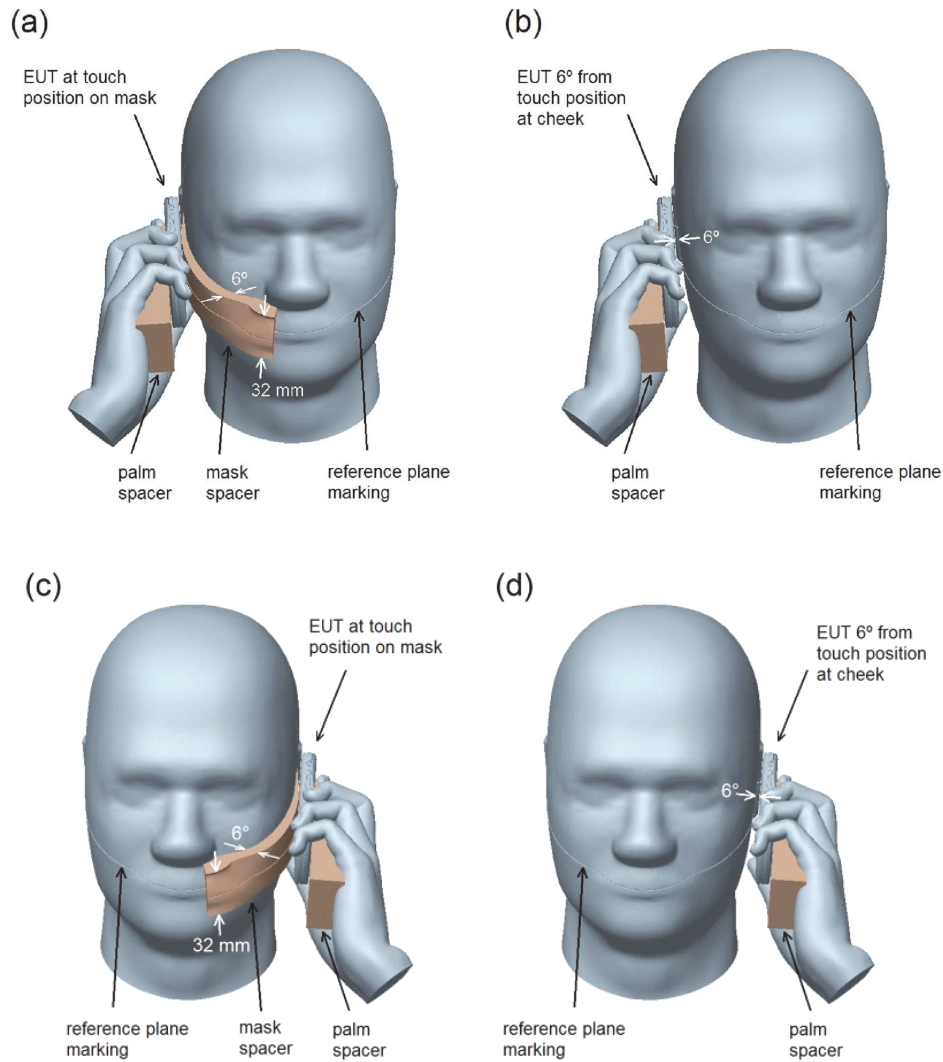 (a)
EUT at touch
position on mask
6º
32 mm
palm
spacer
mask
spacer
reference plane
marking
(b)
EUT 6º from
touch position
at cheek
6º
palm
spacer
reference plane
marking
(c)
EUT at touch
position on mask
6º
32 mm
reference plane
marking
mask
spacer
palm
spacer
(d)
EUT 6º from
touch position
at cheek
6º
reference plane
marking
palm
spacer